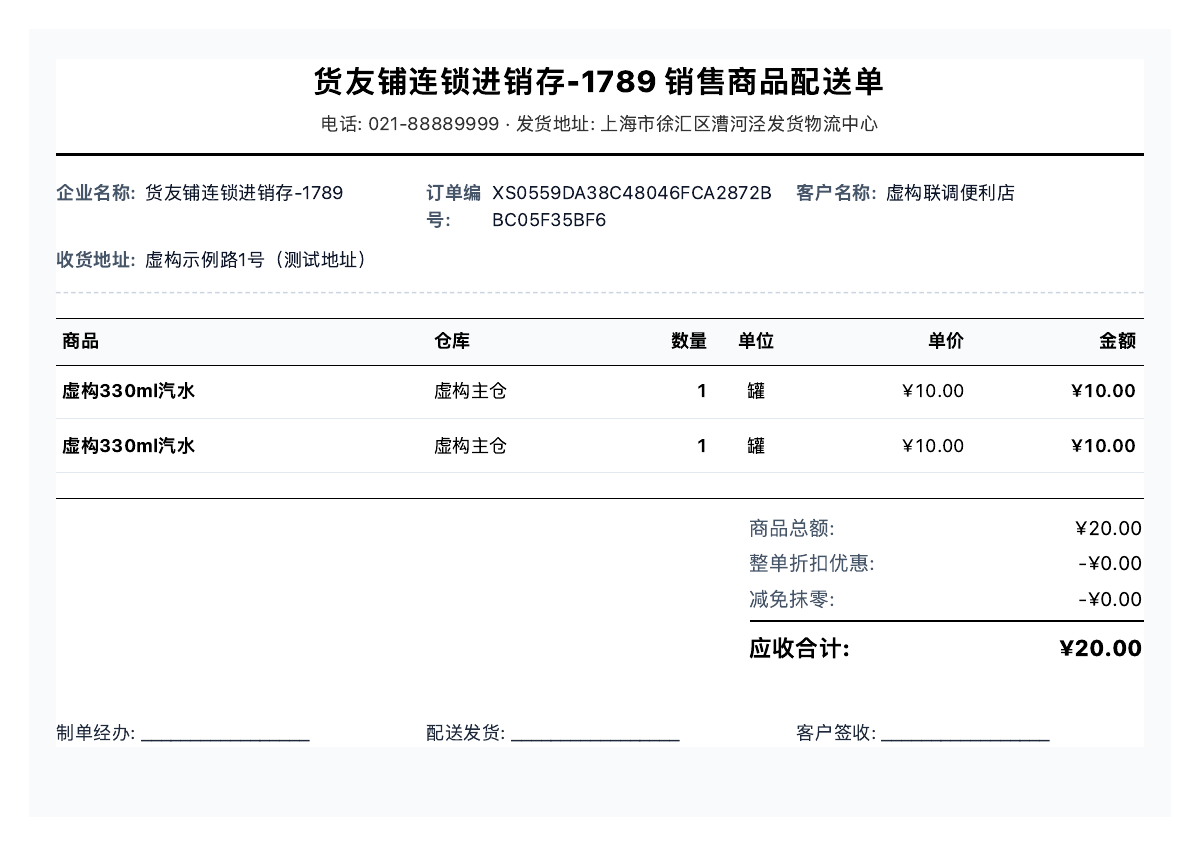 货友铺连锁进销存-1789 销售商品配送单
电话: 021-88889999 · 发货地址: 上海市徐汇区漕河泾发货物流中心
企业名称: 货友铺连锁进销存-1789 订单编号: XS0559DA38C48046FCA2872BBC05F35BF6 客户名称: 虚构联调便利店
收货地址: 虚构示例路1号（测试地址）
商品 仓库 数量 单位 单价 金额
虚构330ml汽水 虚构主仓 1 罐 ¥10.00 ¥10.00
虚构330ml汽水 虚构主仓 1 罐 ¥10.00 ¥10.00
商品总额: ¥20.00
整单折扣优惠: -¥0.00
减免抹零: -¥0.00
应收合计: ¥20.00
制单经办: _________________ 配送发货: _________________ 客户签收: _________________